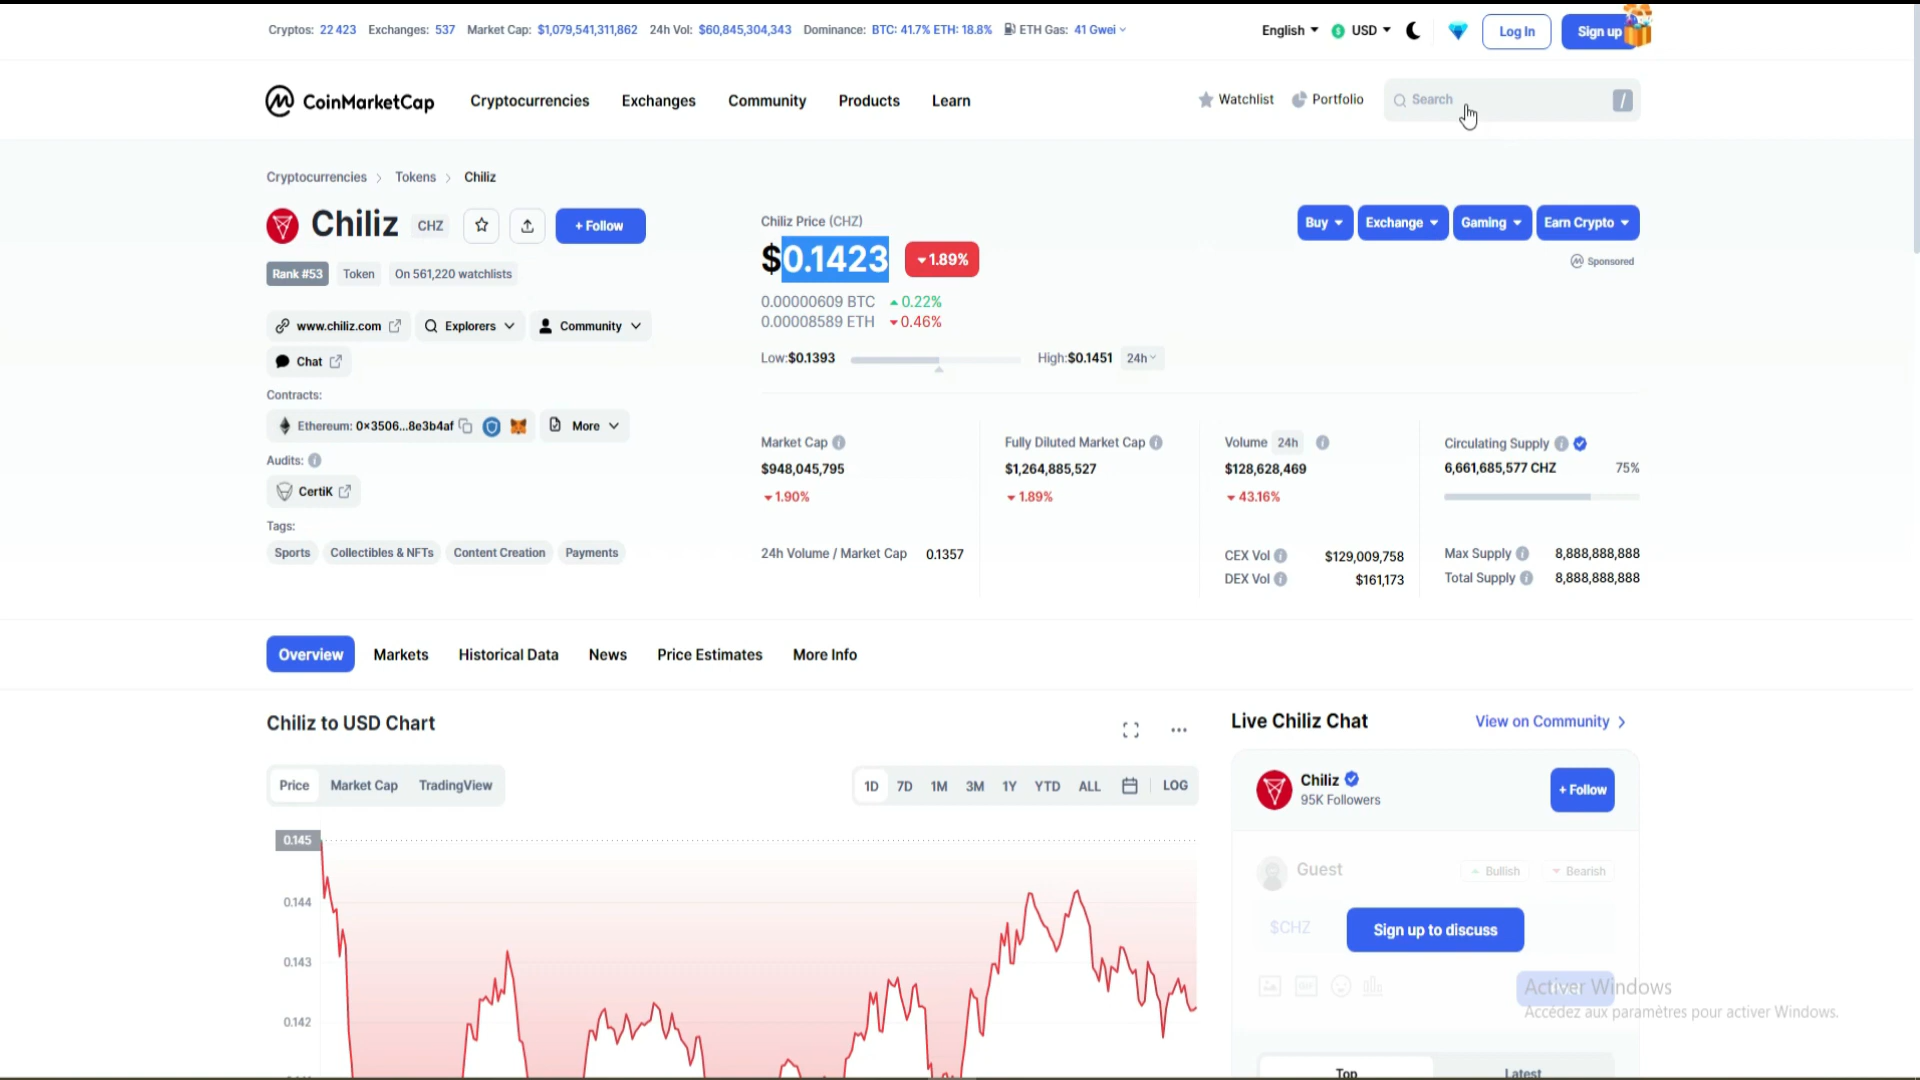 Cryptos: 22 423 Exchanges: 537 Market Cap: $1,079,541,311,862 24h Vol: $60,845,304,343 Dominance: BTC: 41.7% ETH: 18.8% ETH Gas: 41 Gwei
English USD Log In Sign up
CoinMarketCap Cryptocurrencies Exchanges Community Products Learn Watchlist Portfolio Search /
Cryptocurrencies > Tokens > Chiliz
Chiliz CHZ + Follow
Rank #53 Token On 561,220 watchlists
www.chiliz.com Explorers Community
Chat
Contracts:
Ethereum: 0x3506...8e3b4af More
Audits:
CertiK
Tags:
Sports Collectibles & NFTs Content Creation Payments
Chiliz Price (CHZ)
$0.1423 1.89%
0.00000609 BTC 0.22%
0.00008589 ETH 0.46%
Low:$0.1393 High:$0.1451 24h
Buy Exchange Gaming Earn Crypto
Sponsored
Market Cap
$948,045,795
1.90%
24h Volume / Market Cap 0.1357
Fully Diluted Market Cap
$1,264,885,527
1.89%
Volume 24h
$128,628,469
43.16%
CEX Vol $129,009,758
DEX Vol $161,173
Circulating Supply
6,661,685,577 CHZ 75%
Max Supply 8,888,888,888
Total Supply 8,888,888,888
Overview Markets Historical Data News Price Estimates More Info
Chiliz to USD Chart
Price Market Cap TradingView 1D 7D 1M 3M 1Y YTD ALL LOG
0.145
0.144
0.143
0.142
Live Chiliz Chat View on Community >
Chiliz
95K Followers
+ Follow
Guest Bullish Bearish
$CHZ
Sign up to discuss
Activer Windows
Accédez aux paramètres pour activer Windows.
Top Latest